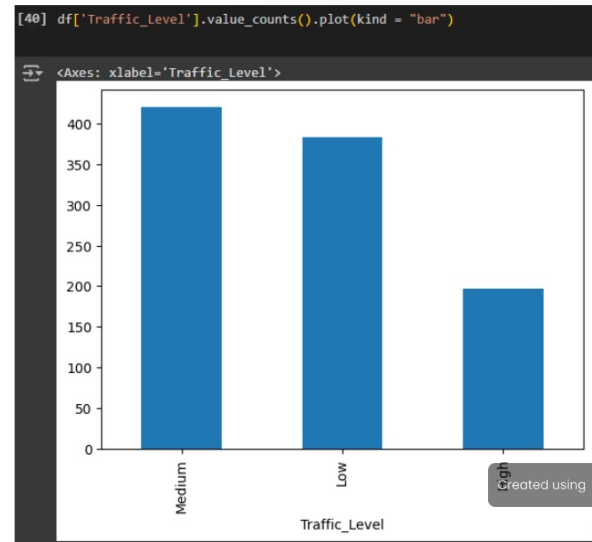 [40] df['Traffic_Level'].value_counts().plot(kind = "bar")
<Axes: xlabel='Traffic_Level'>
400
350
300
250
200
150
100
50
0
Medium
Low
High
Created using
Traffic_Level